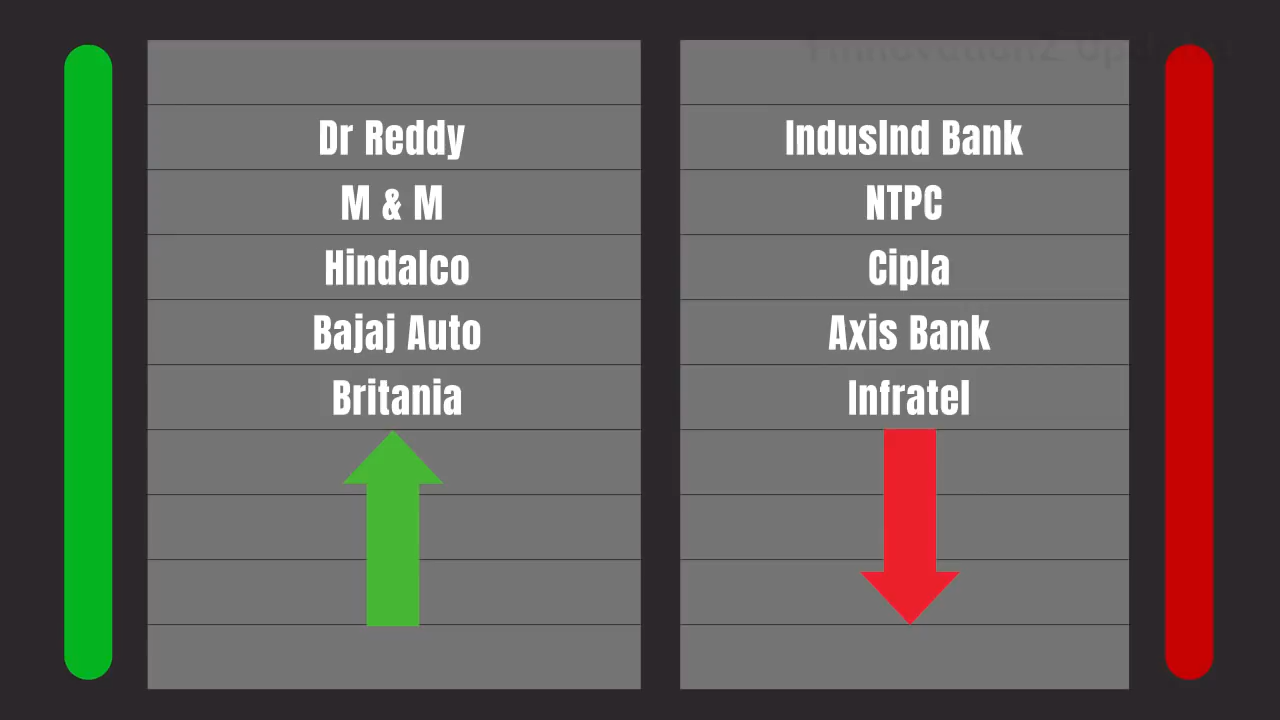 Dr Reddy
M & M
Hindalco
Bajaj Auto
Britania
IndusInd Bank
NTPC
Cipla
Axis Bank
Infratel